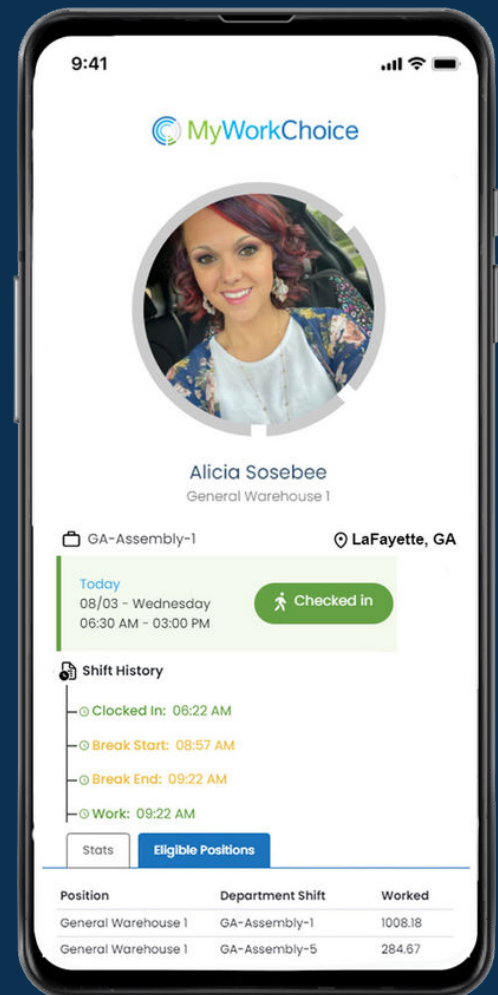 9:41
MyWorkChoice
Alicia Sosebee
General Warehouse 1
GA-Assembly-1 LaFayette, GA
Today
08/03 - Wednesday
06:30 AM - 03:00 PM
Checked in
Shift History
Clocked In: 06:22 AM
Break Start: 08:57 AM
Break End: 09:22 AM
Work: 09:22 AM
Stats Eligible Positions
Position Department Shift Worked
General Warehouse 1 GA-Assembly-1 1008.18
General Warehouse 1 GA-Assembly-5 284.67